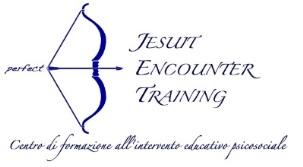 JESUIT
perfect ENCOUNTER
TRAINING
Centro di formazione all'intervento educativo psicosociale